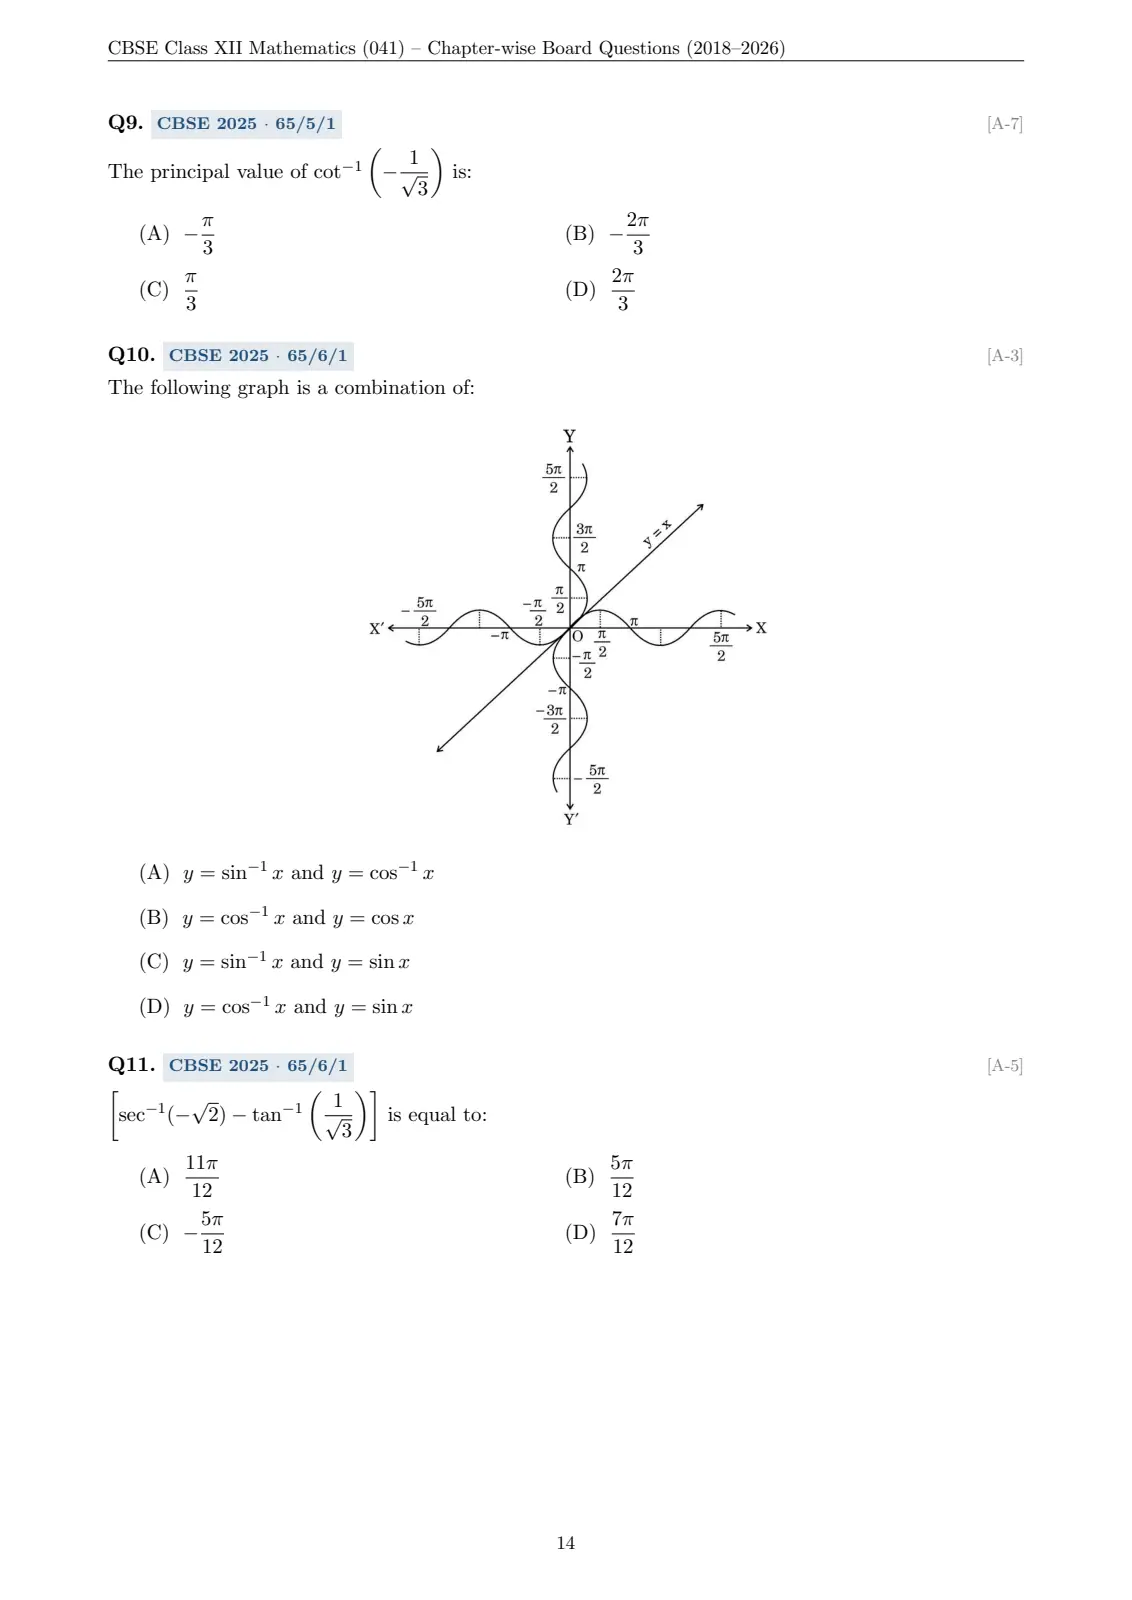 CBSE Class XII Mathematics (041) – Chapter-wise Board Questions (2018–2026)
Q9. CBSE 2025 · 65/5/1 [A-7]
The principal value of cot⁻¹(−1/√3) is:
(A) −π/3 (B) −2π/3
(C) π/3 (D) 2π/3
Q10. CBSE 2025 · 65/6/1 [A-3]
The following graph is a combination of:
Y
5π/2
y = x
3π/2
π
π/2
−5π/2 −π/2
X′ −π O π/2 π 5π/2 X
−π/2
−π
−3π/2
−5π/2
Y′
(A) y = sin⁻¹ x and y = cos⁻¹ x
(B) y = cos⁻¹ x and y = cos x
(C) y = sin⁻¹ x and y = sin x
(D) y = cos⁻¹ x and y = sin x
Q11. CBSE 2025 · 65/6/1 [A-5]
[sec⁻¹(−√2) − tan⁻¹(1/√3)] is equal to:
(A) 11π/12 (B) 5π/12
(C) −5π/12 (D) 7π/12
14